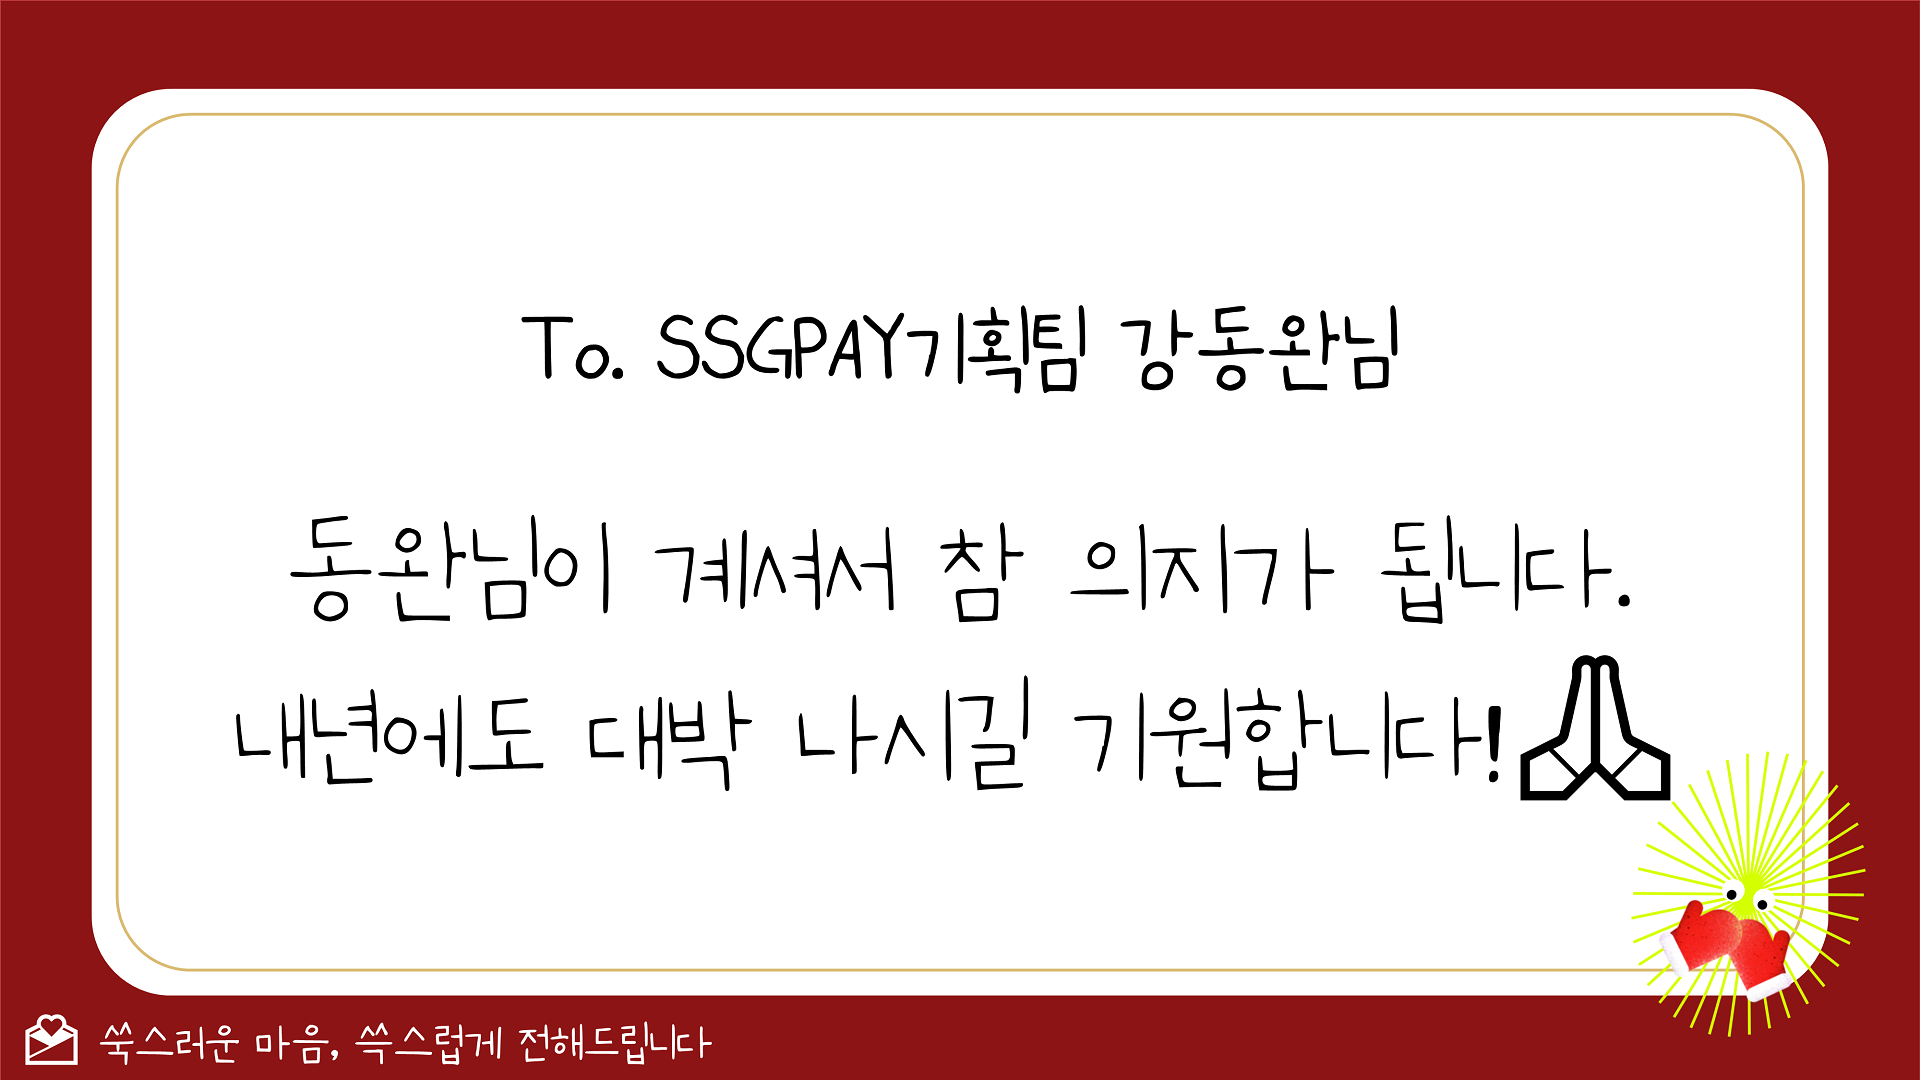 To. SSGPAY기획팀 강동완님
동완님이 계셔서 참 의지가 됩니다.
내년에도 대박 나시길 기원합니다!🙏
쑥스러운 마음, 쓱스럽게 전해드립니다